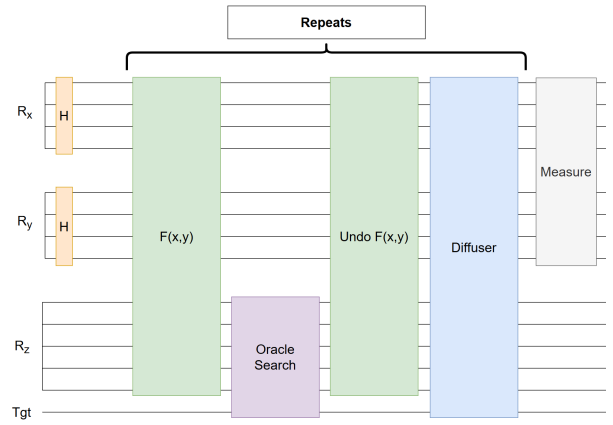 Repeats
Rx
H
Ry
H
F(x,y)
Undo F(x,y)
Diffuser
Measure
Rz
Oracle
Search
Tgt